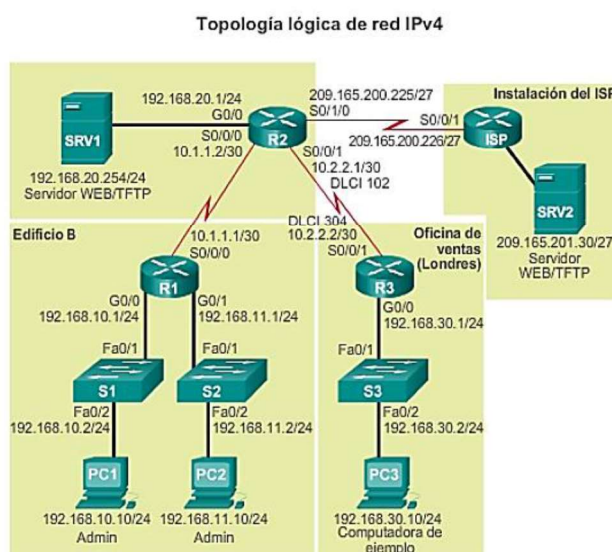 Topología lógica de red IPv4
192.168.20.1/24
G0/0
SRV1
192.168.20.254/24
Servidor WEB/TFTP
R2
S0/0/0
10.1.1.2/30
209.165.200.225/27
S0/1/0
S0/0/1
10.2.2.1/30
DLCI 102
Instalación del ISP
S0/0/1
ISP
209.165.200.226/27
SRV2
209.165.201.30/27
Servidor
WEB/TFTP
Edificio B
10.1.1.1/30
S0/0/0
R1
G0/0
192.168.10.1/24
G0/1
192.168.11.1/24
Fa0/1
Fa0/1
S1
S2
Fa0/2
192.168.10.2/24
Fa0/2
192.168.11.2/24
PC1
PC2
192.168.10.10/24
Admin
192.168.11.10/24
Admin
DLCI 304
10.2.2.2/30
S0/0/1
Oficina de
ventas
(Londres)
R3
G0/0
192.168.30.1/24
Fa0/1
S3
Fa0/2
192.168.30.2/24
PC3
192.168.30.10/24
Computadora de
ejemplo